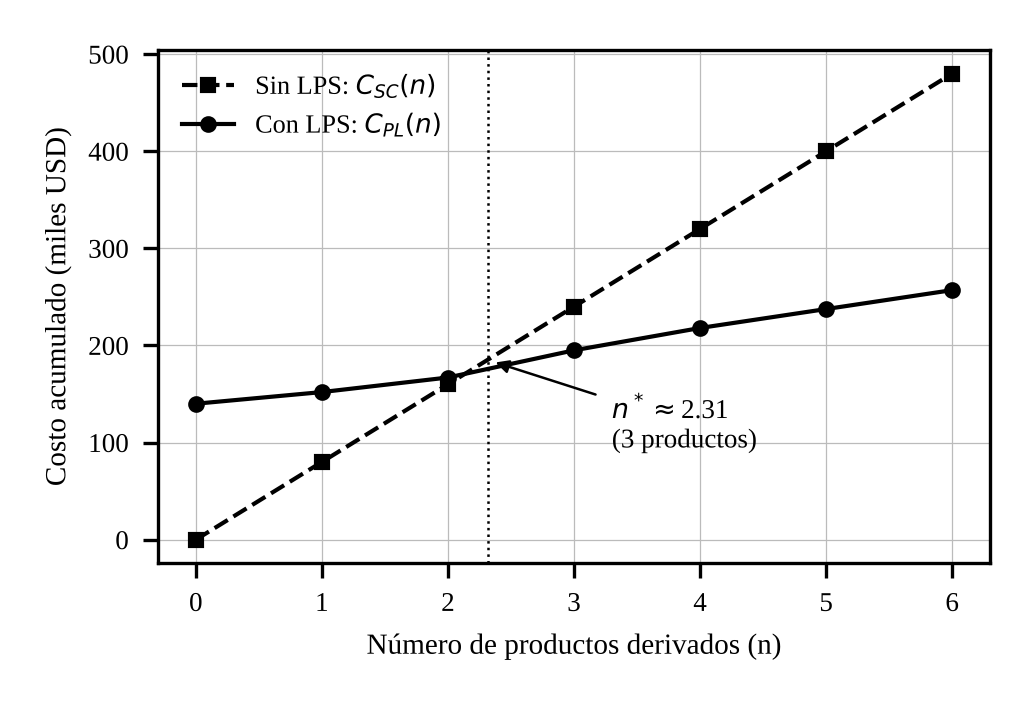 500
400
300
200
100
0
Costo acumulado (miles USD)
Sin LPS: C_{SC}(n)
Con LPS: C_{PL}(n)
n^* ≈ 2.31
(3 productos)
0 1 2 3 4 5 6
Número de productos derivados (n)